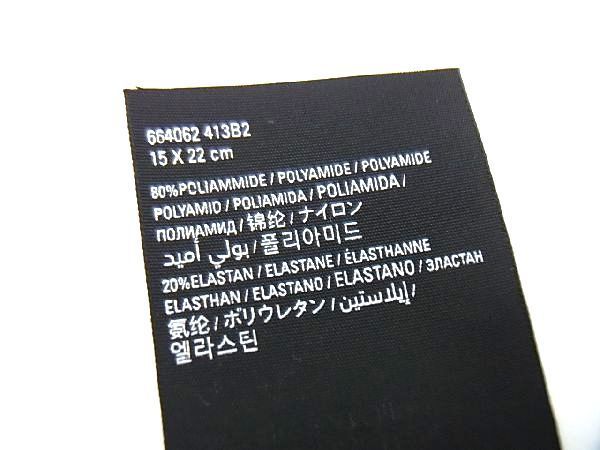 664062 413B2
15 X 22 cm
80%POLIAMMIDE / POLYAMIDE / POLYAMIDE
POLYAMID / POLIAMIDA / POLIAMIDA /
ПОЛИАМИД / 锦纶 / ナイロン
بولي أميد / 폴리아미드
20%ELASTAN / ELASTANE / ÉLASTHANNE
ELASTHAN / ELASTANO / ELASTANO / ЭЛАСТАН
氨纶 / ポリウレタン / إيلاستين /
엘라스틴